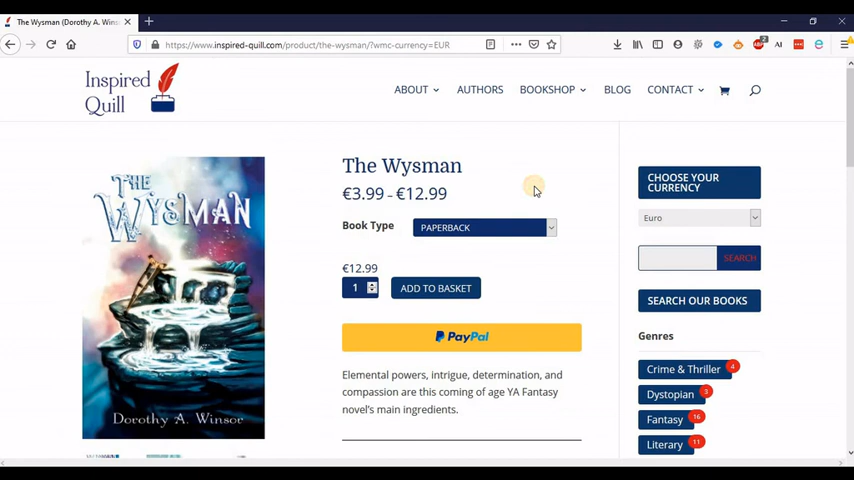 The Wysman (Dorothy A. Wins
https://www.inspired-quill.com/product/the-wysman/?wmc-currency=EUR
2
AI
Inspired
Quill
ABOUT
AUTHORS
BOOKSHOP
BLOG
CONTACT
THE
WYSMAN
Dorothy A. Winsor
The Wysman
€3.99 – €12.99
Book Type
PAPERBACK
€12.99
1
ADD TO BASKET
PayPal
Elemental powers, intrigue, determination, and
compassion are this coming of age YA Fantasy
novel's main ingredients.
CHOOSE YOUR
CURRENCY
Euro
SEARCH
SEARCH OUR BOOKS
Genres
Crime & Thriller 4
Dystopian 3
Fantasy 16
Literary 11